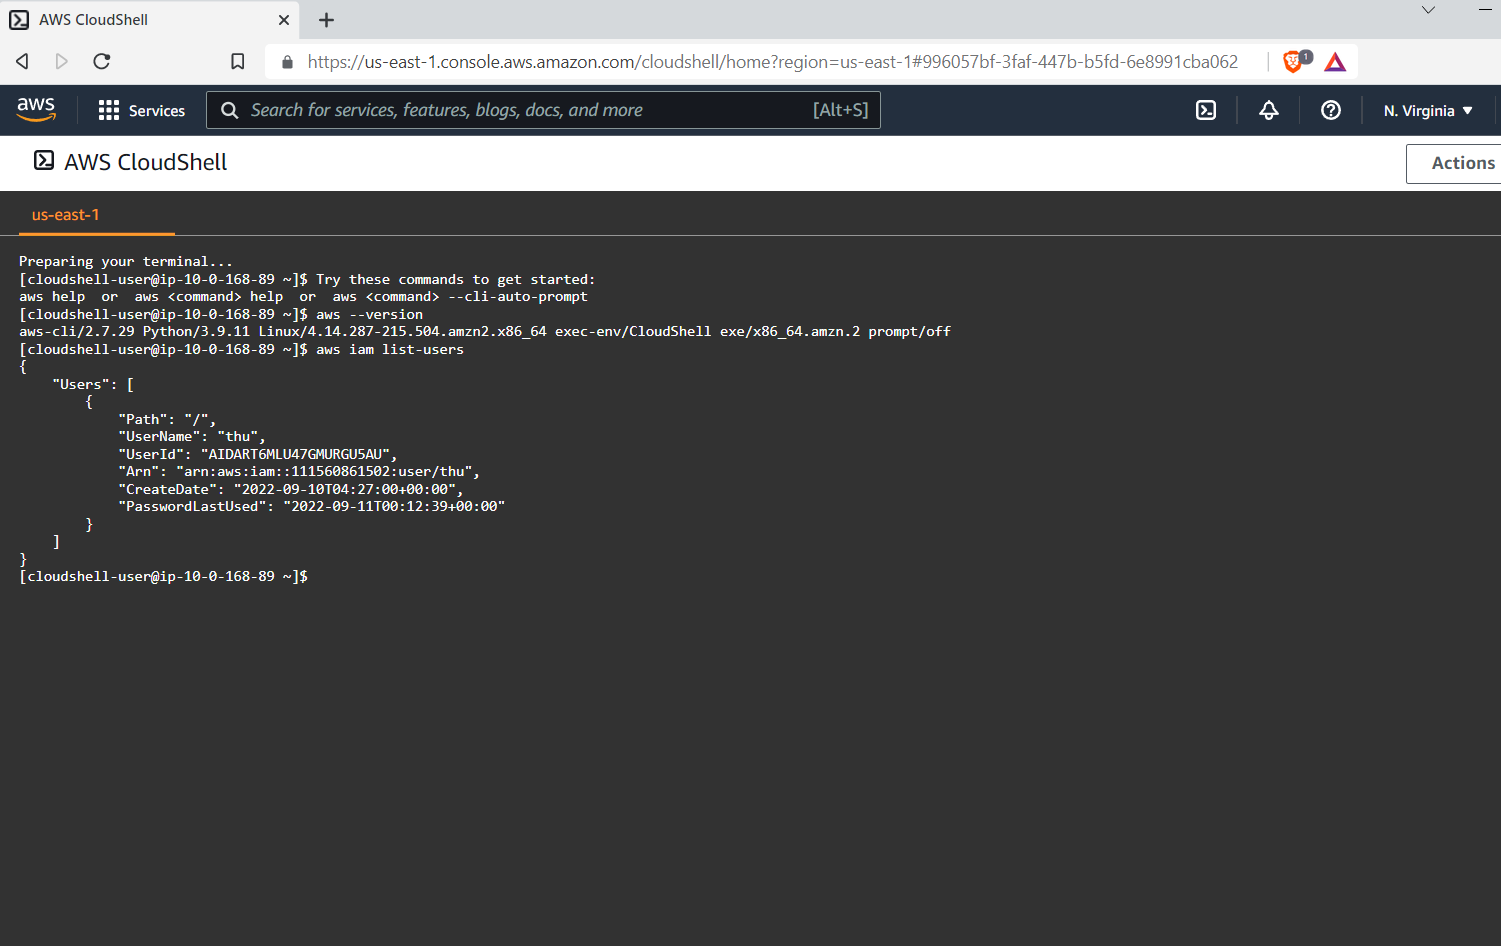 AWS CloudShell
https://us-east-1.console.aws.amazon.com/cloudshell/home?region=us-east-1#996057bf-3faf-447b-b5fd-6e8991cba062
1
aws
Services
Search for services, features, blogs, docs, and more
[Alt+S]
N. Virginia
AWS CloudShell
Actions
us-east-1
Preparing your terminal...
[cloudshell-user@ip-10-0-168-89 ~]$ Try these commands to get started:
aws help  or  aws <command> help  or  aws <command> --cli-auto-prompt
[cloudshell-user@ip-10-0-168-89 ~]$ aws --version
aws-cli/2.7.29 Python/3.9.11 Linux/4.14.287-215.504.amzn2.x86_64 exec-env/CloudShell exe/x86_64.amzn.2 prompt/off
[cloudshell-user@ip-10-0-168-89 ~]$ aws iam list-users
{
    "Users": [
        {
            "Path": "/",
            "UserName": "thu",
            "UserId": "AIDART6MLU47GMURGU5AU",
            "Arn": "arn:aws:iam::111560861502:user/thu",
            "CreateDate": "2022-09-10T04:27:00+00:00",
            "PasswordLastUsed": "2022-09-11T00:12:39+00:00"
        }
    ]
}
[cloudshell-user@ip-10-0-168-89 ~]$